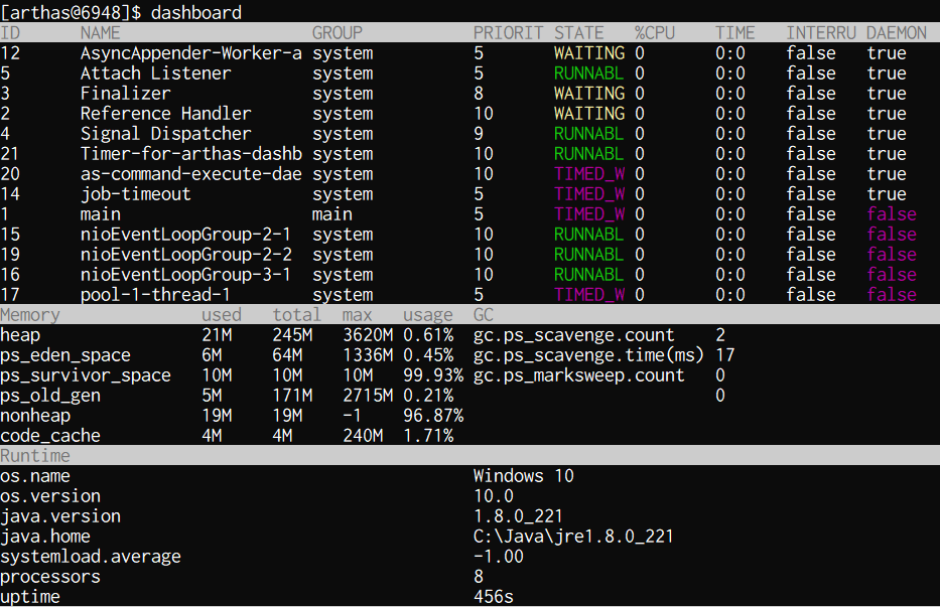 [arthas@6948]$ dashboard
ID NAME GROUP PRIORIT STATE %CPU TIME INTERRU DAEMON
12 AsyncAppender-Worker-a system 5 WAITING 0 0:0 false true
5 Attach Listener system 5 RUNNABL 0 0:0 false true
3 Finalizer system 8 WAITING 0 0:0 false true
2 Reference Handler system 10 WAITING 0 0:0 false true
4 Signal Dispatcher system 9 RUNNABL 0 0:0 false true
21 Timer-for-arthas-dashb system 10 RUNNABL 0 0:0 false true
20 as-command-execute-dae system 10 TIMED_W 0 0:0 false true
14 job-timeout system 5 TIMED_W 0 0:0 false true
1 main main 5 TIMED_W 0 0:0 false false
15 nioEventLoopGroup-2-1 system 10 RUNNABL 0 0:0 false false
19 nioEventLoopGroup-2-2 system 10 RUNNABL 0 0:0 false false
16 nioEventLoopGroup-3-1 system 10 RUNNABL 0 0:0 false false
17 pool-1-thread-1 system 5 TIMED_W 0 0:0 false false
Memory used total max usage GC
heap 21M 245M 3620M 0.61% gc.ps_scavenge.count 2
ps_eden_space 6M 64M 1336M 0.45% gc.ps_scavenge.time(ms) 17
ps_survivor_space 10M 10M 10M 99.93% gc.ps_marksweep.count 0
ps_old_gen 5M 171M 2715M 0.21% 0
nonheap 19M 19M -1 96.87%
code_cache 4M 4M 240M 1.71%
Runtime
os.name Windows 10
os.version 10.0
java.version 1.8.0_221
java.home C:\Java\jre1.8.0_221
systemload.average -1.00
processors 8
uptime 456s